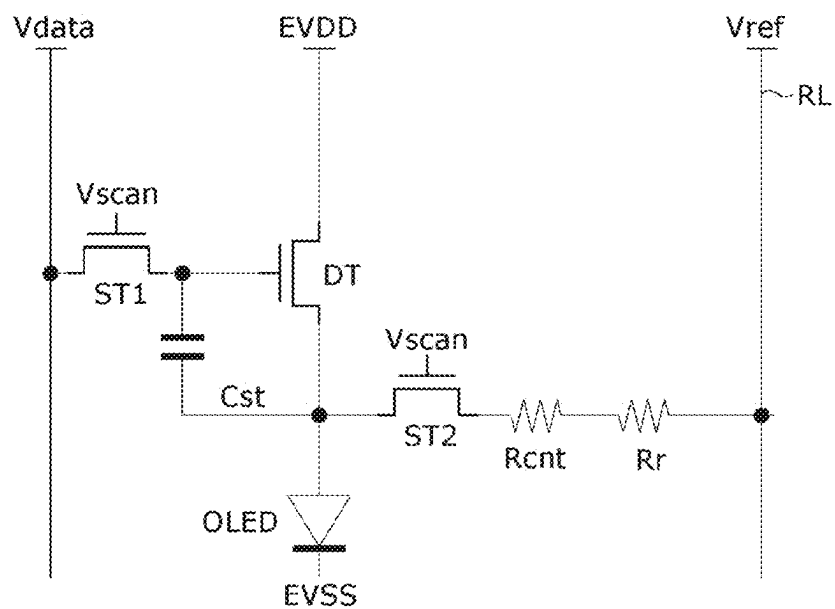 Vdata
EVDD
Vref
RL
Vscan
ST1
DT
Vscan
Cst
ST2
Rcnt
Rr
OLED
EVSS